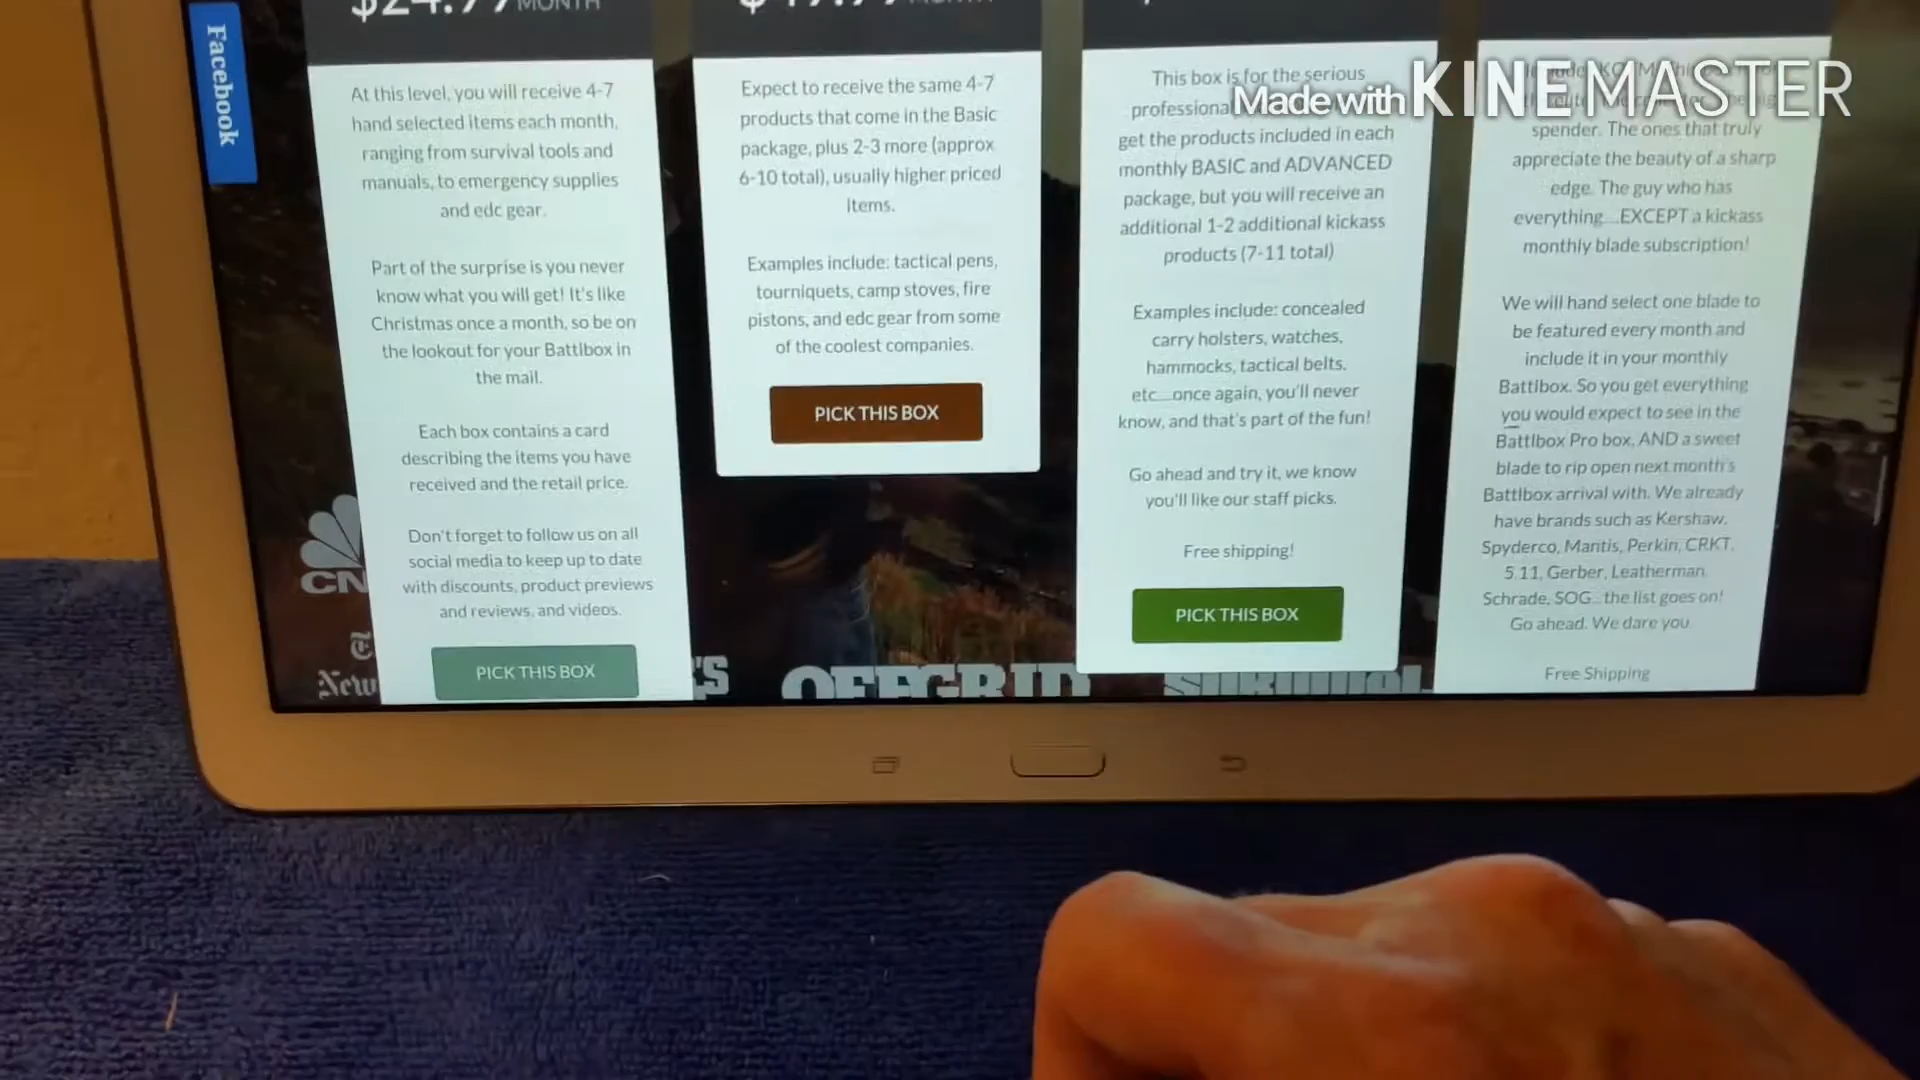 MONTH
Facebook
At this level, you will receive 4-7
hand selected items each month,
ranging from survival tools and
manuals, to emergency supplies
and edc gear.
Part of the surprise is you never
know what you will get! It's like
Christmas once a month, so be on
the lookout for your Battlbox in
the mail.
Each box contains a card
describing the items you have
received and the retail price.
Don't forget to follow us on all
social media to keep up to date
with discounts, product previews
and reviews, and videos.
PICK THIS BOX
Expect to receive the same 4-7
products that come in the Basic
package, plus 2-3 more (approx
6-10 total), usually higher priced
Items.
Examples include: tactical pens,
tourniquets, camp stoves, fire
pistons, and edc gear from some
of the coolest companies.
PICK THIS BOX
This box is for the serious
professional
get the products included in each
monthly BASIC and ADVANCED
package, but you will receive an
additional 1-2 additional kickass
products (7-11 total)
Examples include: concealed
carry holsters, watches,
hammocks, tactical belts,
etc....once again, you'll never
know, and that's part of the fun!
Go ahead and try it, we know
you'll like our staff picks.
Free shipping!
PICK THIS BOX
Made with KINEMASTER
spender. The ones that truly
appreciate the beauty of a sharp
edge. The guy who has
everything....EXCEPT a kickass
monthly blade subscription!
We will hand select one blade to
be featured every month and
include it in your monthly
Battlbox. So you get everything
you would expect to see in the
Battlbox Pro box, AND a sweet
blade to rip open next month's
Battlbox arrival with. We already
have brands such as Kershaw,
Spyderco, Mantis, Perkin, CRKT,
5.11, Gerber, Leatherman,
Schrade, SOG...the list goes on!
Go ahead. We dare you.
Free Shipping
CN
New
'S
OFFGRID
SURVIVAL